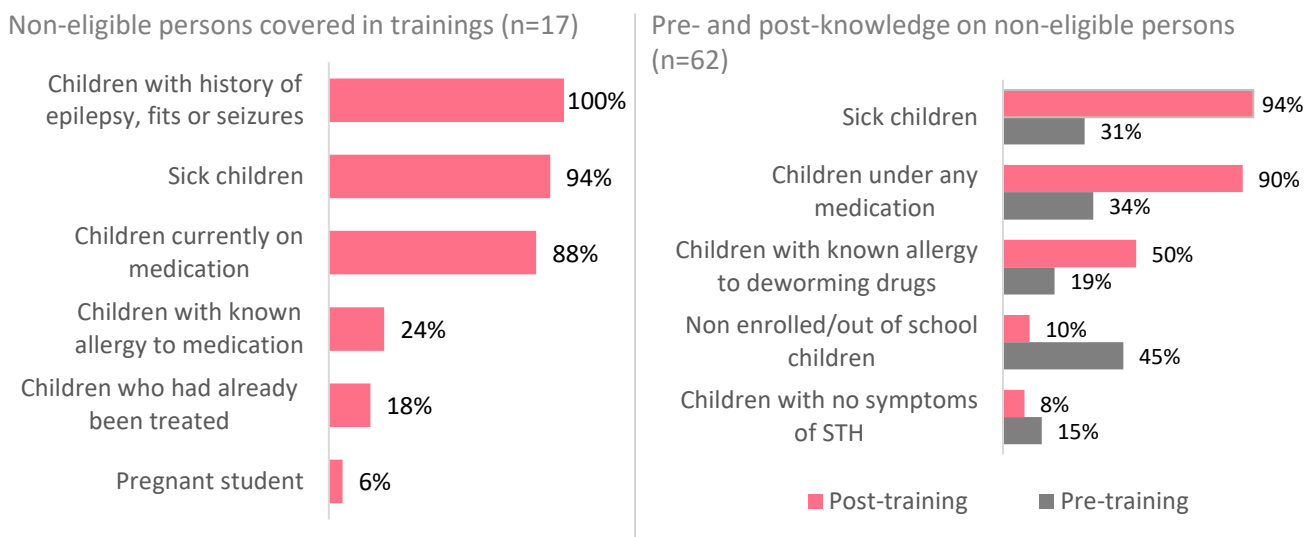 Non-eligible persons covered in trainings (n=17)
Children with history of
epilepsy, fits or seizures
100%
Sick children
94%
Children currently on
medication
88%
Children with known
allergy to medication
24%
Children who had already
been treated
18%
Pregnant student
6%
Pre- and post-knowledge on non-eligible persons
(n=62)
Sick children
94%
31%
Children under any
medication
90%
34%
Children with known allergy
to deworming drugs
50%
19%
Non enrolled/out of school
children
10%
45%
Children with no symptoms
of STH
8%
15%
Post-training
Pre-training